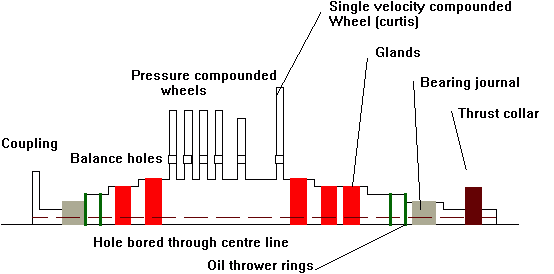 Single velocity compounded
Wheel (curtis)
Glands
Pressure compounded
wheels
Bearing journal
Thrust collar
Coupling
Balance holes
Hole bored through centre line
Oil thrower rings